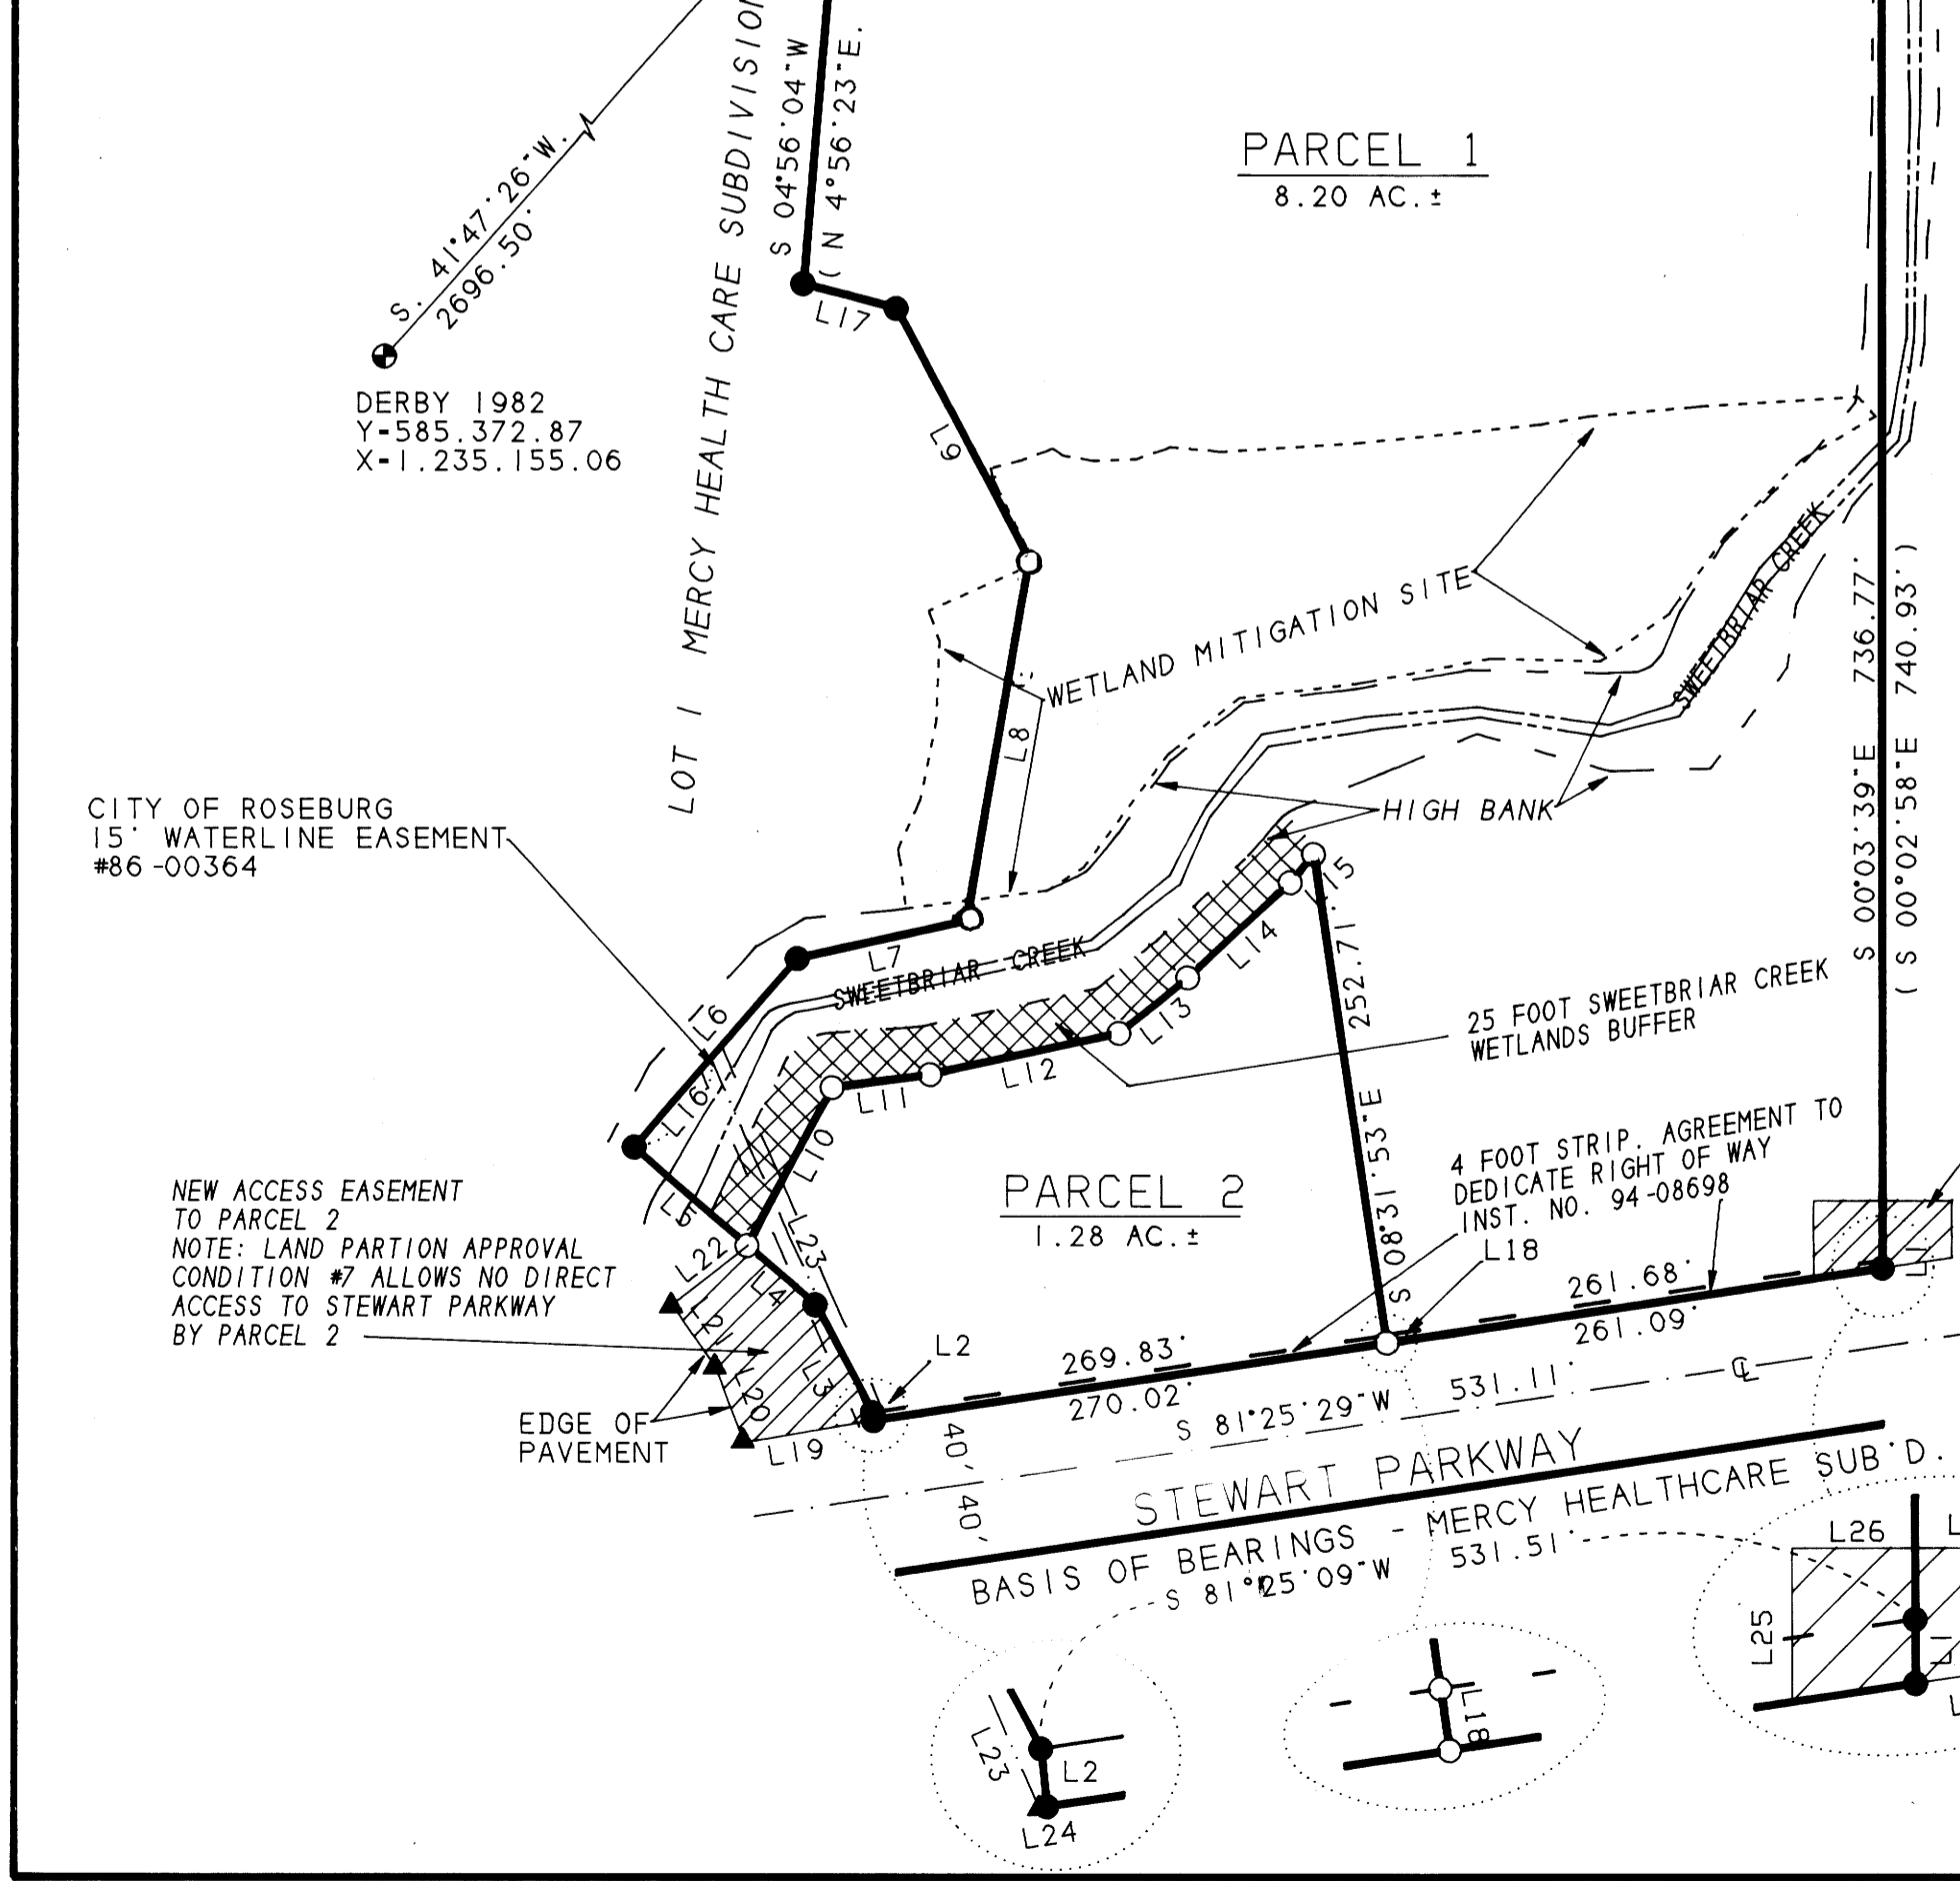 S. 41°47'26"W.
2696.50'
DERBY 1982
Y-585.372.87
X-1.235.155.06
LOT 1 MERCY HEALTH CARE SUBDIVISION
S 04°56'04"W
( N 4°56'23"E.
PARCEL 1
8.20 AC.±
L17
L9
WETLAND MITIGATION SITE
L8
SWEETBRIAR CREEK
S 00°03'39"E 736.77'
( S 00°02'58"E 740.93' )
CITY OF ROSEBURG
15' WATERLINE EASEMENT
#86-00364
HIGH BANK
L7
SWEETBRIAR CREEK
L6
L16
L15
L14
L13
L12
L11
L10
L5
252.71'
S 08°31'53"E
25 FOOT SWEETBRIAR CREEK
WETLANDS BUFFER
4 FOOT STRIP. AGREEMENT TO
DEDICATE RIGHT OF WAY
INST. NO. 94-08698
L18
PARCEL 2
1.28 AC.±
NEW ACCESS EASEMENT
TO PARCEL 2
NOTE: LAND PARTION APPROVAL
CONDITION #7 ALLOWS NO DIRECT
ACCESS TO STEWART PARKWAY
BY PARCEL 2
L22
L23
L4
L21
L20
L3
L19
L2
EDGE OF
PAVEMENT
269.83'
270.02'
261.68'
261.09'
L1
S 81°25'29"W 531.11'
℄
40'
40'
STEWART PARKWAY
BASIS OF BEARINGS - MERCY HEALTHCARE SUB'D.
S 81°25'09"W 531.51'
L23
L2
L24
L18
L26
L25
L1